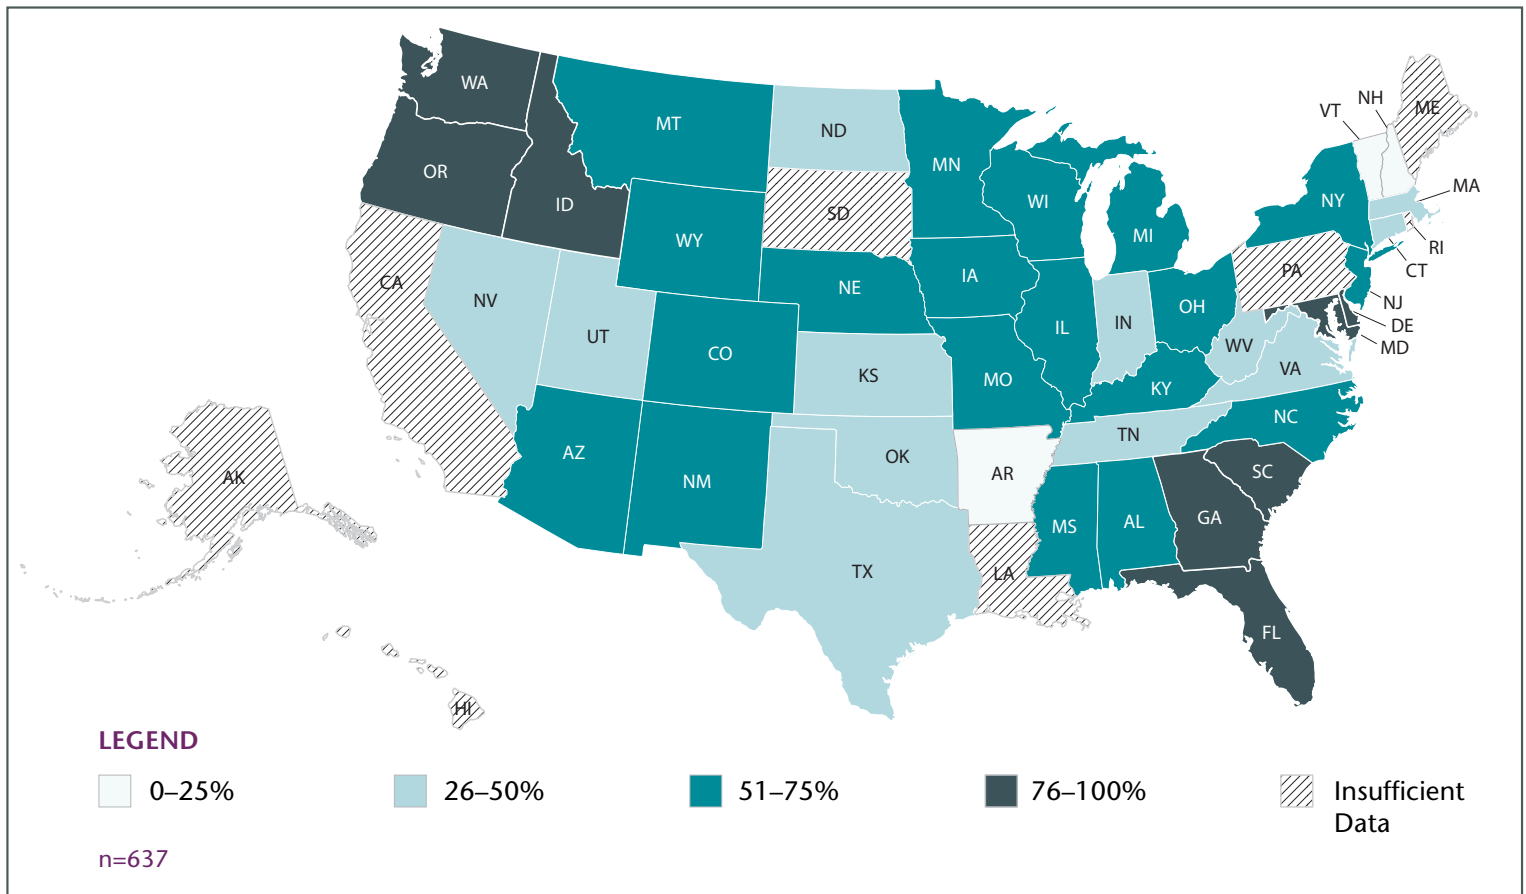 ME
NH
VT
WA
MT
ND
MN
OR
MA
SD
WI
NY
ID
MI
WY
RI
PA
CT
IA
CA
NE
NV
NJ
OH
IN
DE
IL
UT
WV
MD
CO
VA
KS
MO
KY
NC
TN
AZ
OK
SC
AR
AK
NM
GA
AL
MS
TX
LA
FL
HI
LEGEND
0–25%
26–50%
51–75%
76–100%
Insufficient
Data
n=637